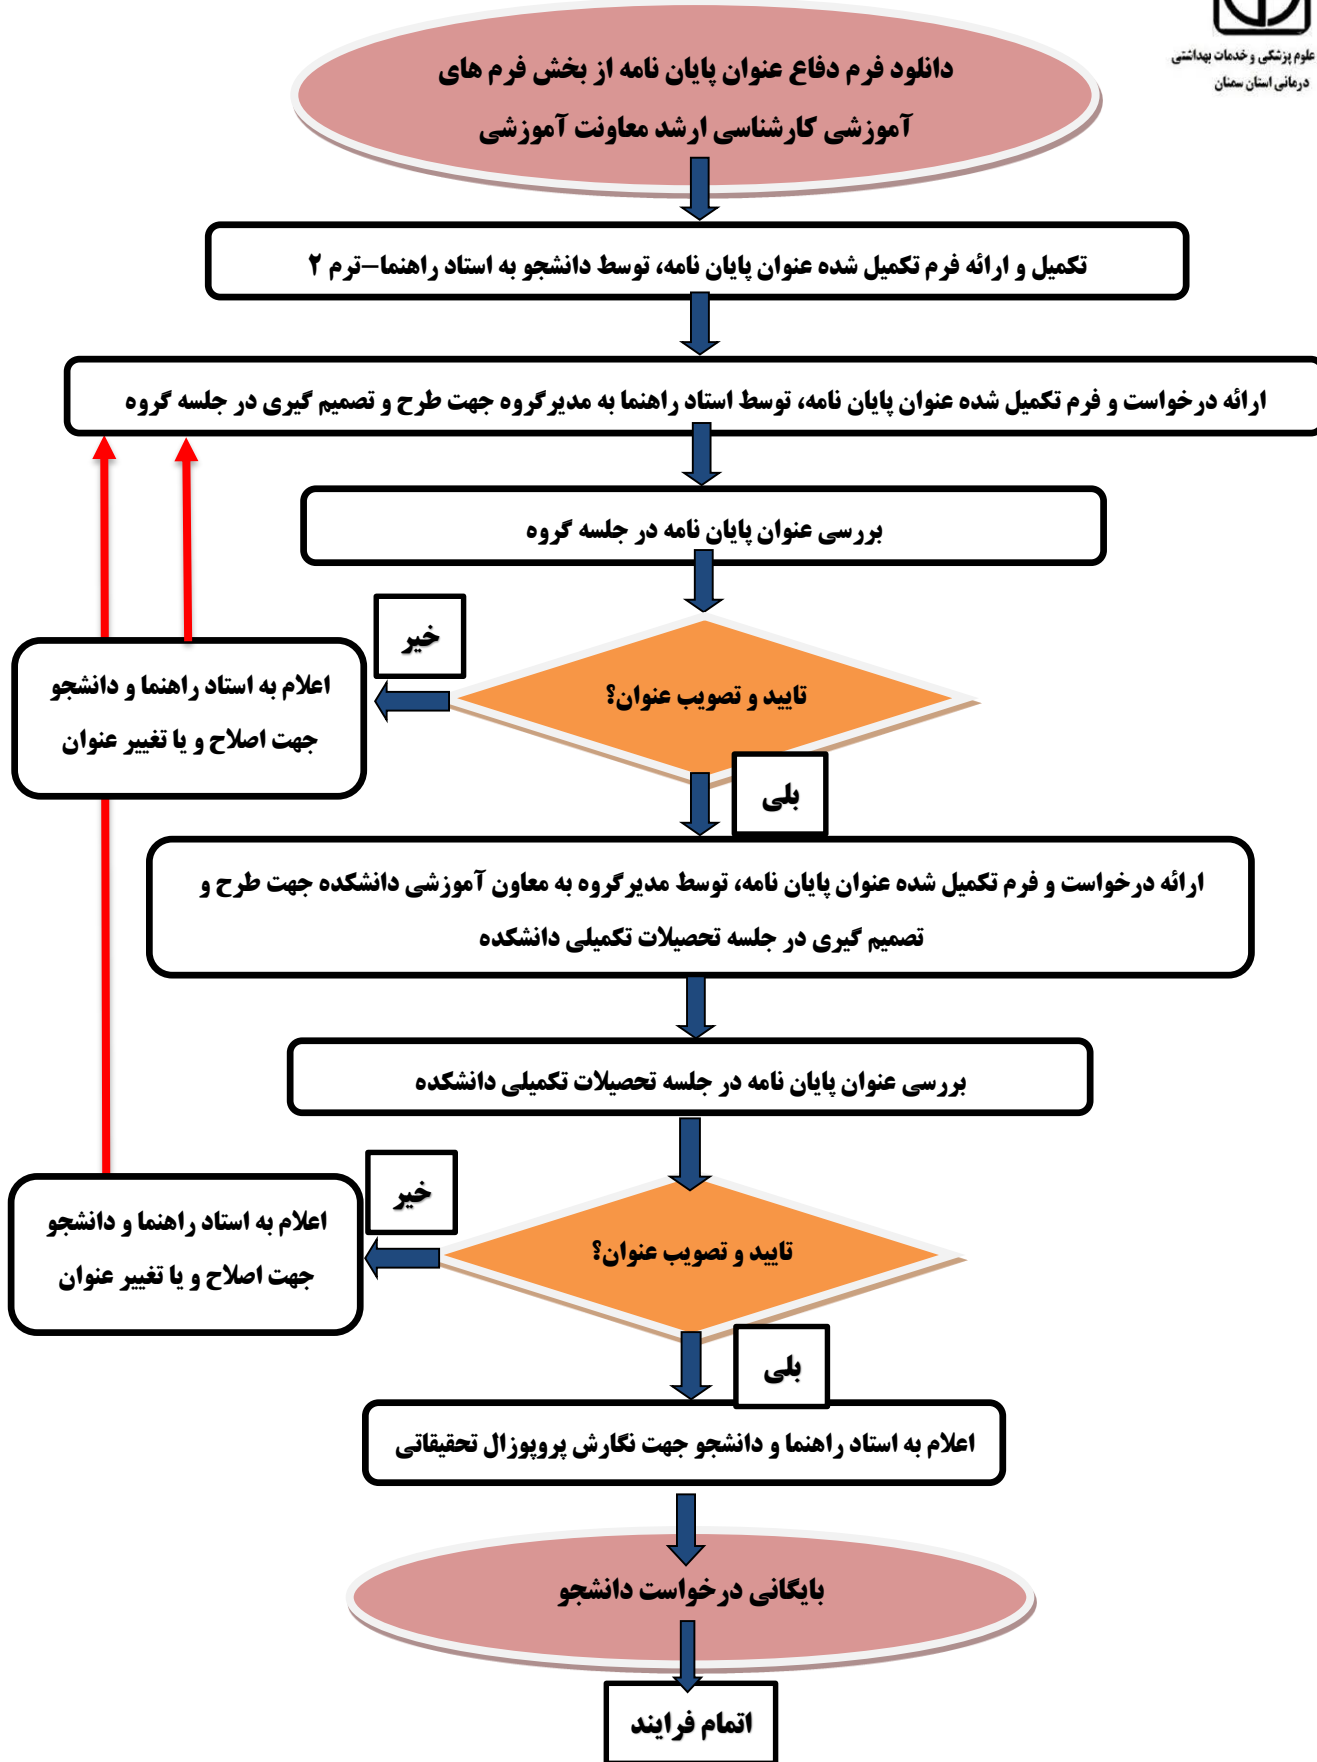 علوم پزشکی و خدمات بهداشتی
درمانی استان سمنان
دانلود فرم دفاع عنوان پایان نامه از بخش فرم های
آموزشی کارشناسی ارشد معاونت آموزشی
تکمیل و ارائه فرم تکمیل شده عنوان پایان نامه، توسط دانشجو به استاد راهنما–ترم ۲
ارائه درخواست و فرم تکمیل شده عنوان پایان نامه، توسط استاد راهنما به مدیرگروه جهت طرح و تصمیم گیری در جلسه گروه
بررسی عنوان پایان نامه در جلسه گروه
تایید و تصویب عنوان؟
خیر
اعلام به استاد راهنما و دانشجو
جهت اصلاح و یا تغییر عنوان
بلی
ارائه درخواست و فرم تکمیل شده عنوان پایان نامه، توسط مدیرگروه به معاون آموزشی دانشکده جهت طرح و
تصمیم گیری در جلسه تحصیلات تکمیلی دانشکده
بررسی عنوان پایان نامه در جلسه تحصیلات تکمیلی دانشکده
تایید و تصویب عنوان؟
خیر
اعلام به استاد راهنما و دانشجو
جهت اصلاح و یا تغییر عنوان
بلی
اعلام به استاد راهنما و دانشجو جهت نگارش پروپوزال تحقیقاتی
بایگانی درخواست دانشجو
اتمام فرایند